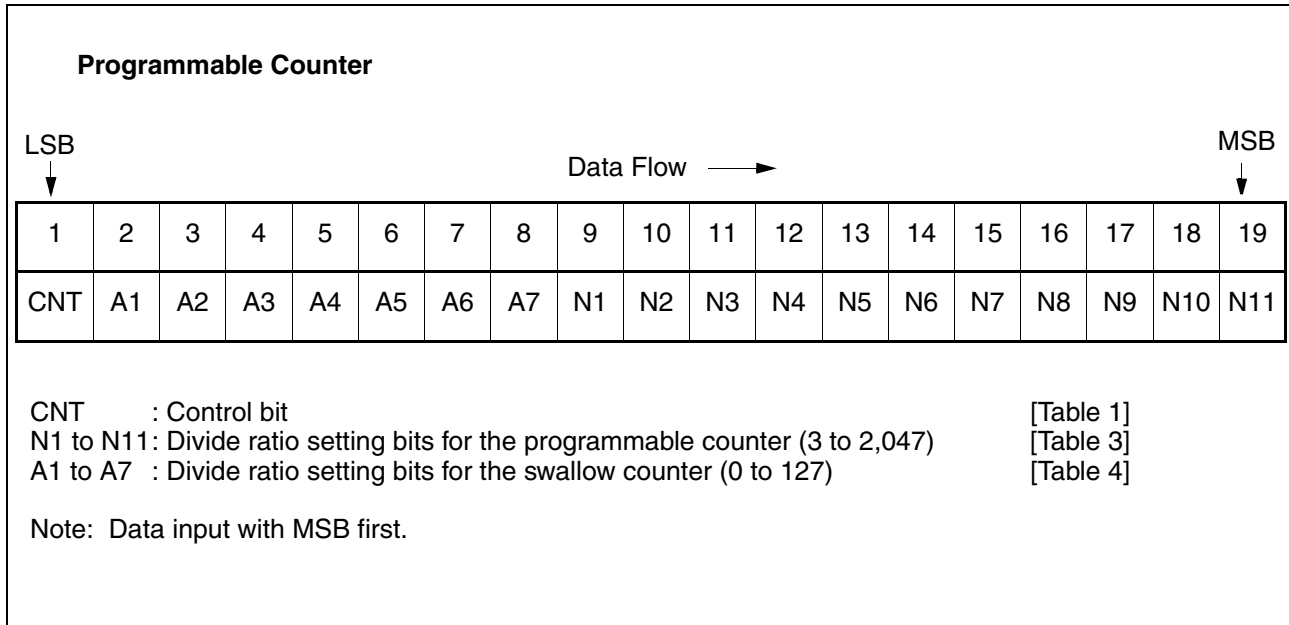 Programmable Counter
LSB
MSB
Data Flow
1 2 3 4 5 6 7 8 9 10 11 12 13 14 15 16 17 18 19
CNT A1 A2 A3 A4 A5 A6 A7 N1 N2 N3 N4 N5 N6 N7 N8 N9 N10 N11
CNT : Control bit [Table 1]
N1 to N11: Divide ratio setting bits for the programmable counter (3 to 2,047) [Table 3]
A1 to A7 : Divide ratio setting bits for the swallow counter (0 to 127) [Table 4]
Note: Data input with MSB first.